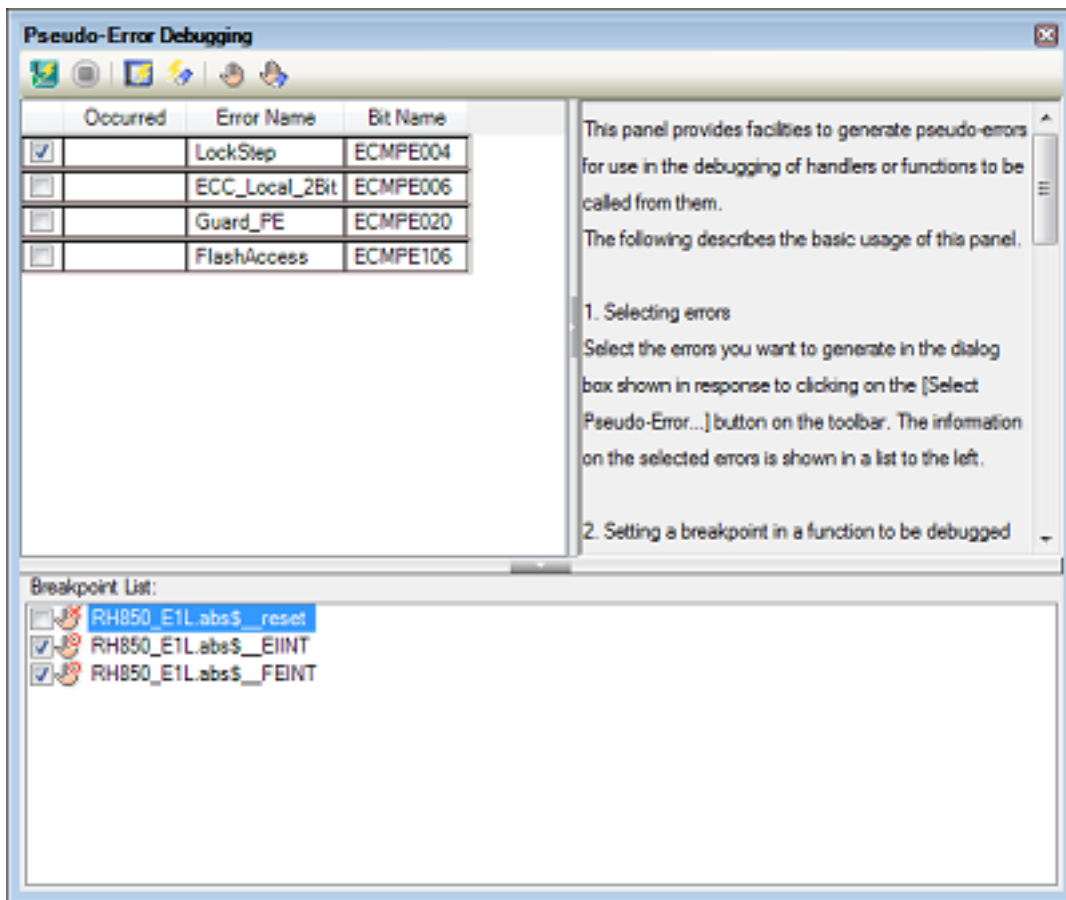 Pseudo-Error Debugging
Occurred Error Name Bit Name
LockStep ECMPE004
ECC_Local_2Bit ECMPE006
Guard_PE ECMPE020
FlashAccess ECMPE106
This panel provides facilities to generate pseudo-errors
for use in the debugging of handlers or functions to be
called from them.
The following describes the basic usage of this panel.
1. Selecting errors
Select the errors you want to generate in the dialog
box shown in response to clicking on the [Select
Pseudo-Error...] button on the toolbar. The information
on the selected errors is shown in a list to the left.
2. Setting a breakpoint in a function to be debugged
Breakpoint List:
RH850_E1L.abs$__reset
RH850_E1L.abs$__EIINT
RH850_E1L.abs$__FEINT